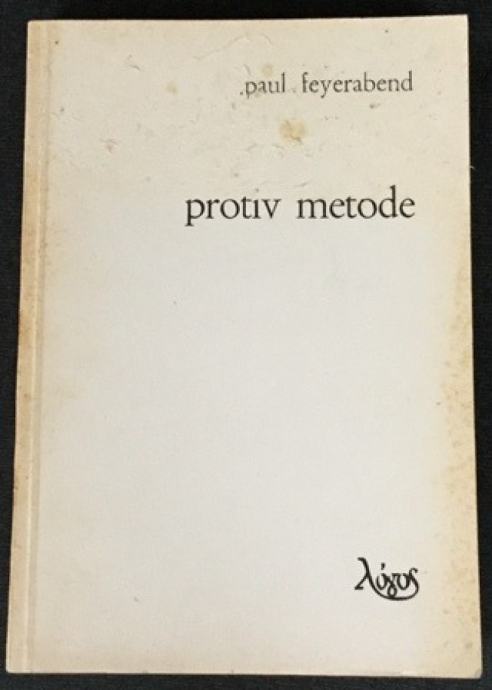 paul feyerabend
protiv metode
λόγος